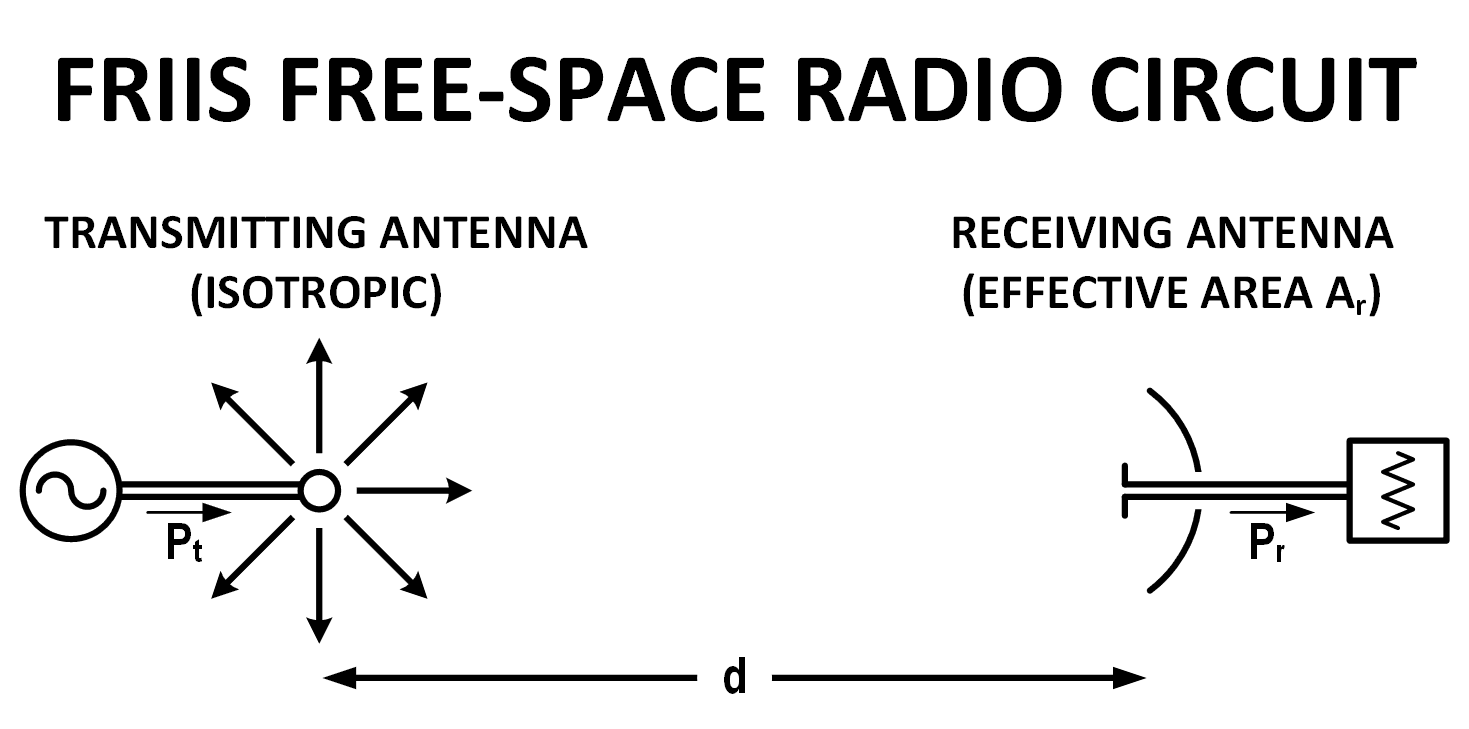 FRIIS FREE-SPACE RADIO CIRCUIT
TRANSMITTING ANTENNA
(ISOTROPIC)
RECEIVING ANTENNA
(EFFECTIVE AREA Ar)
Pt
Pr
d